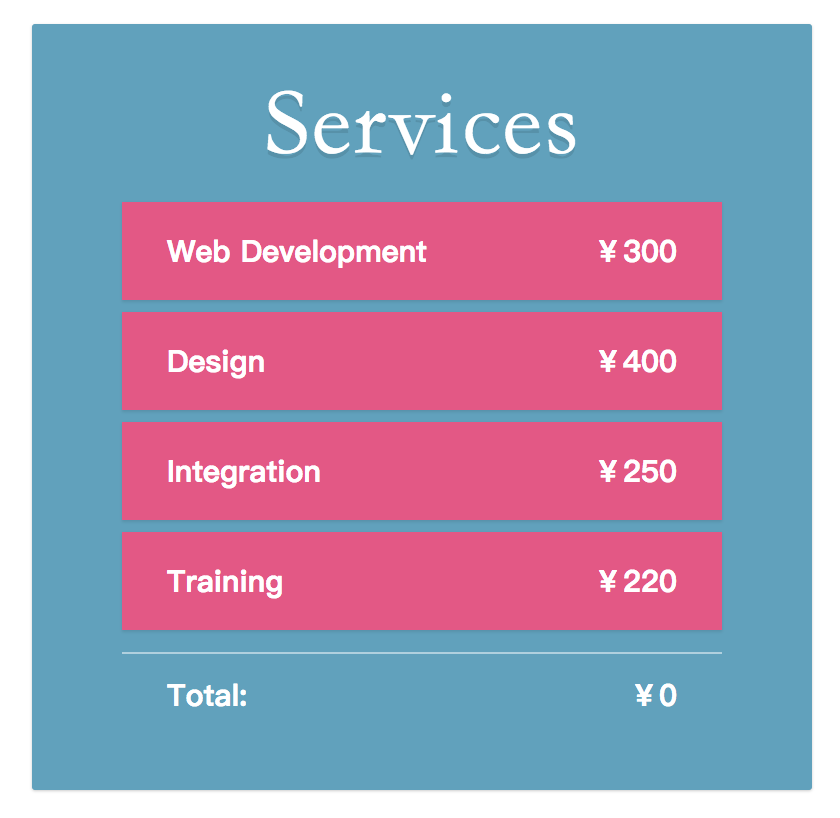 Services
Web Development ¥ 300
Design ¥ 400
Integration ¥ 250
Training ¥ 220
Total: ¥ 0